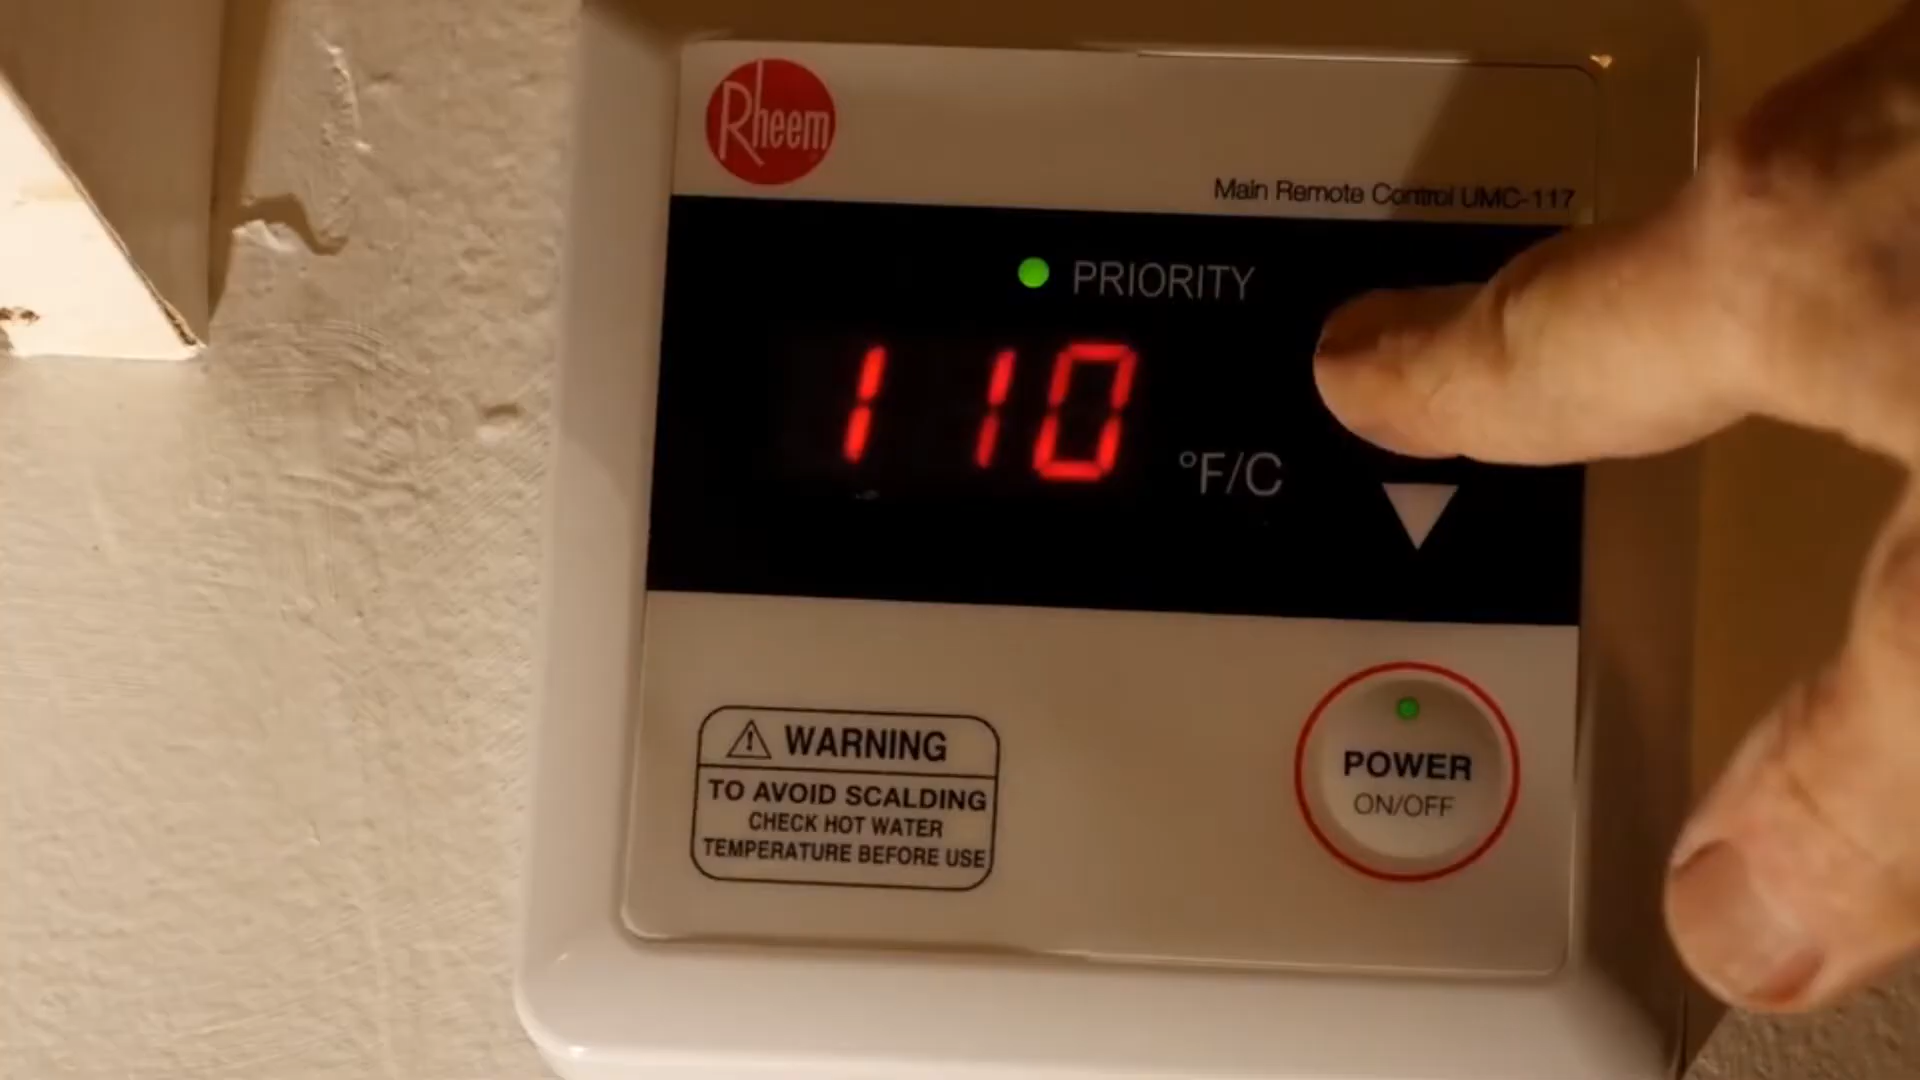 Rheem
Main Remote Control UMC-117
PRIORITY
110
°F/C
WARNING
TO AVOID SCALDING
CHECK HOT WATER
TEMPERATURE BEFORE USE
POWER
ON/OFF